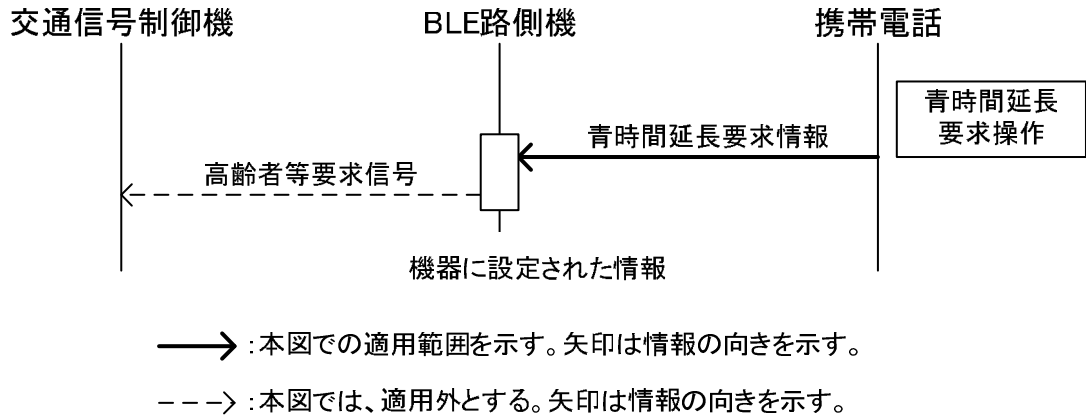 交通信号制御機
BLE路側機
携帯電話
青時間延長
要求操作
青時間延長要求情報
高齢者等要求信号
機器に設定された情報
:本図での適用範囲を示す。矢印は情報の向きを示す。
:本図では、適用外とする。矢印は情報の向きを示す。